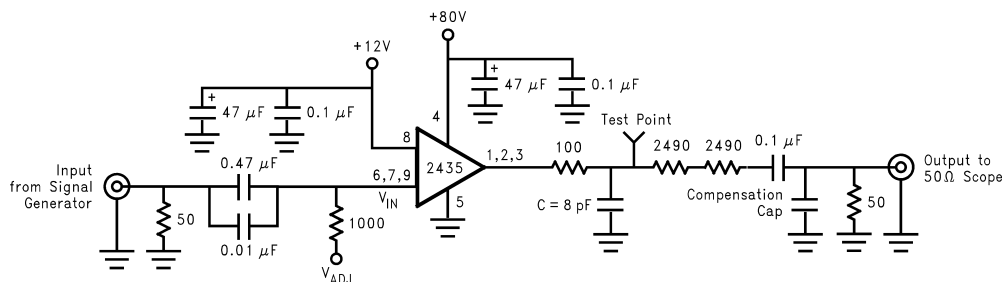 +80V
+12V
+
47 μF
0.1 μF
+
47 μF
0.1 μF
4
Test Point
8
2435
1,2,3
100
2490
2490
0.1 μF
Input
from Signal
Generator
0.47 μF
6,7,9
V_IN
5
C = 8 pF
Compensation
Cap
50
Output to
50Ω Scope
50
0.01 μF
1000
V_ADJ